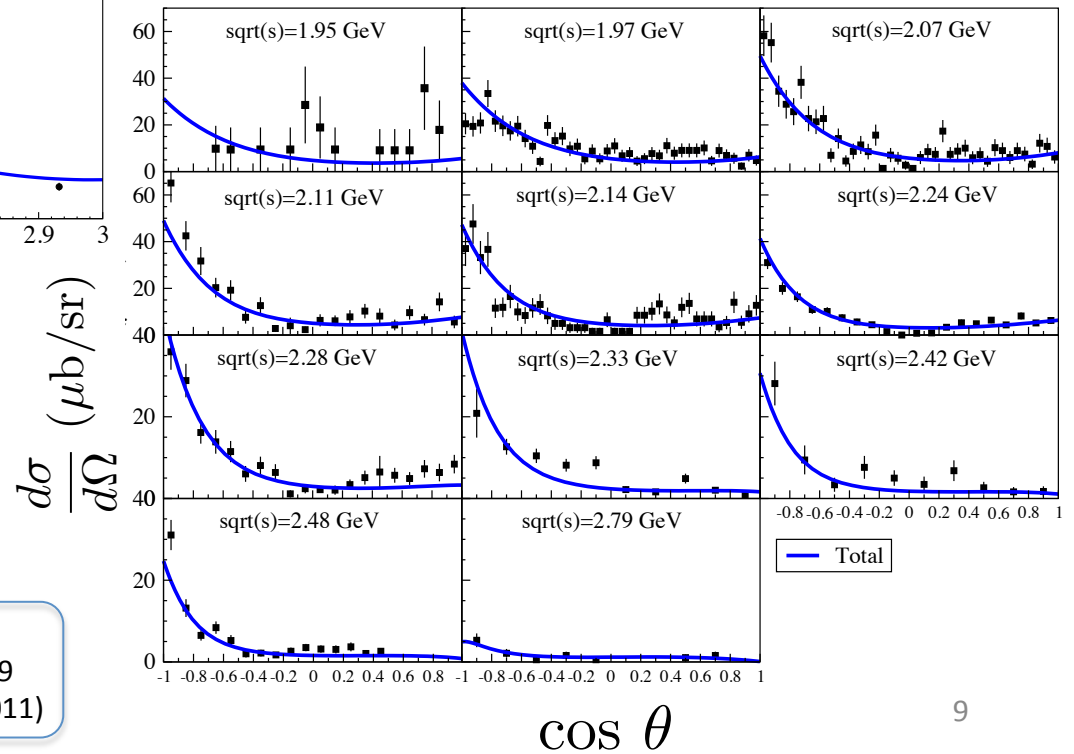 sqrt(s)=1.95 GeV
sqrt(s)=1.97 GeV
sqrt(s)=2.07 GeV
60
40
20
0
sqrt(s)=2.11 GeV
sqrt(s)=2.14 GeV
sqrt(s)=2.24 GeV
60
40
20
40
sqrt(s)=2.28 GeV
sqrt(s)=2.33 GeV
sqrt(s)=2.42 GeV
20
40
-0.8 -0.6 -0.4 -0.2 0 0.2 0.4 0.6 0.8 1
sqrt(s)=2.48 GeV
sqrt(s)=2.79 GeV
20
0
-1 -0.8 -0.6 -0.4 -0.2 0 0.2 0.4 0.6 0.8 -1 -0.8 -0.6 -0.4 -0.2 0 0.2 0.4 0.6 0.8 1
Total
dσ/dΩ (μb/sr)
cos θ
2.9 3
9
011)
9